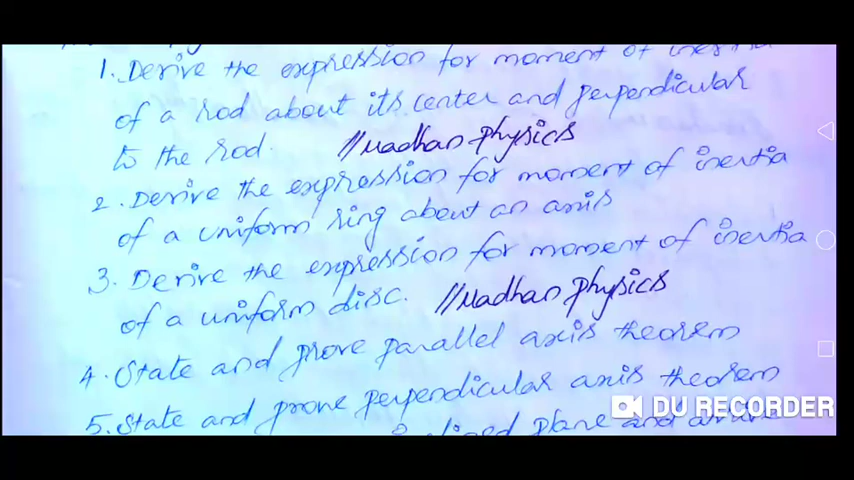 1. Derive the expression for moment of inertia
of a rod about its center and perpendicular
to the rod. //Madhan physics
2. Derive the expression for moment of inertia
of a uniform ring about an axis
3. Derive the expression for moment of inertia
of a uniform disc. //Madhan physics
4. State and prove parallel axis theorem
5. State and prove perpendicular axis theorem
plane and
DU RECORDER